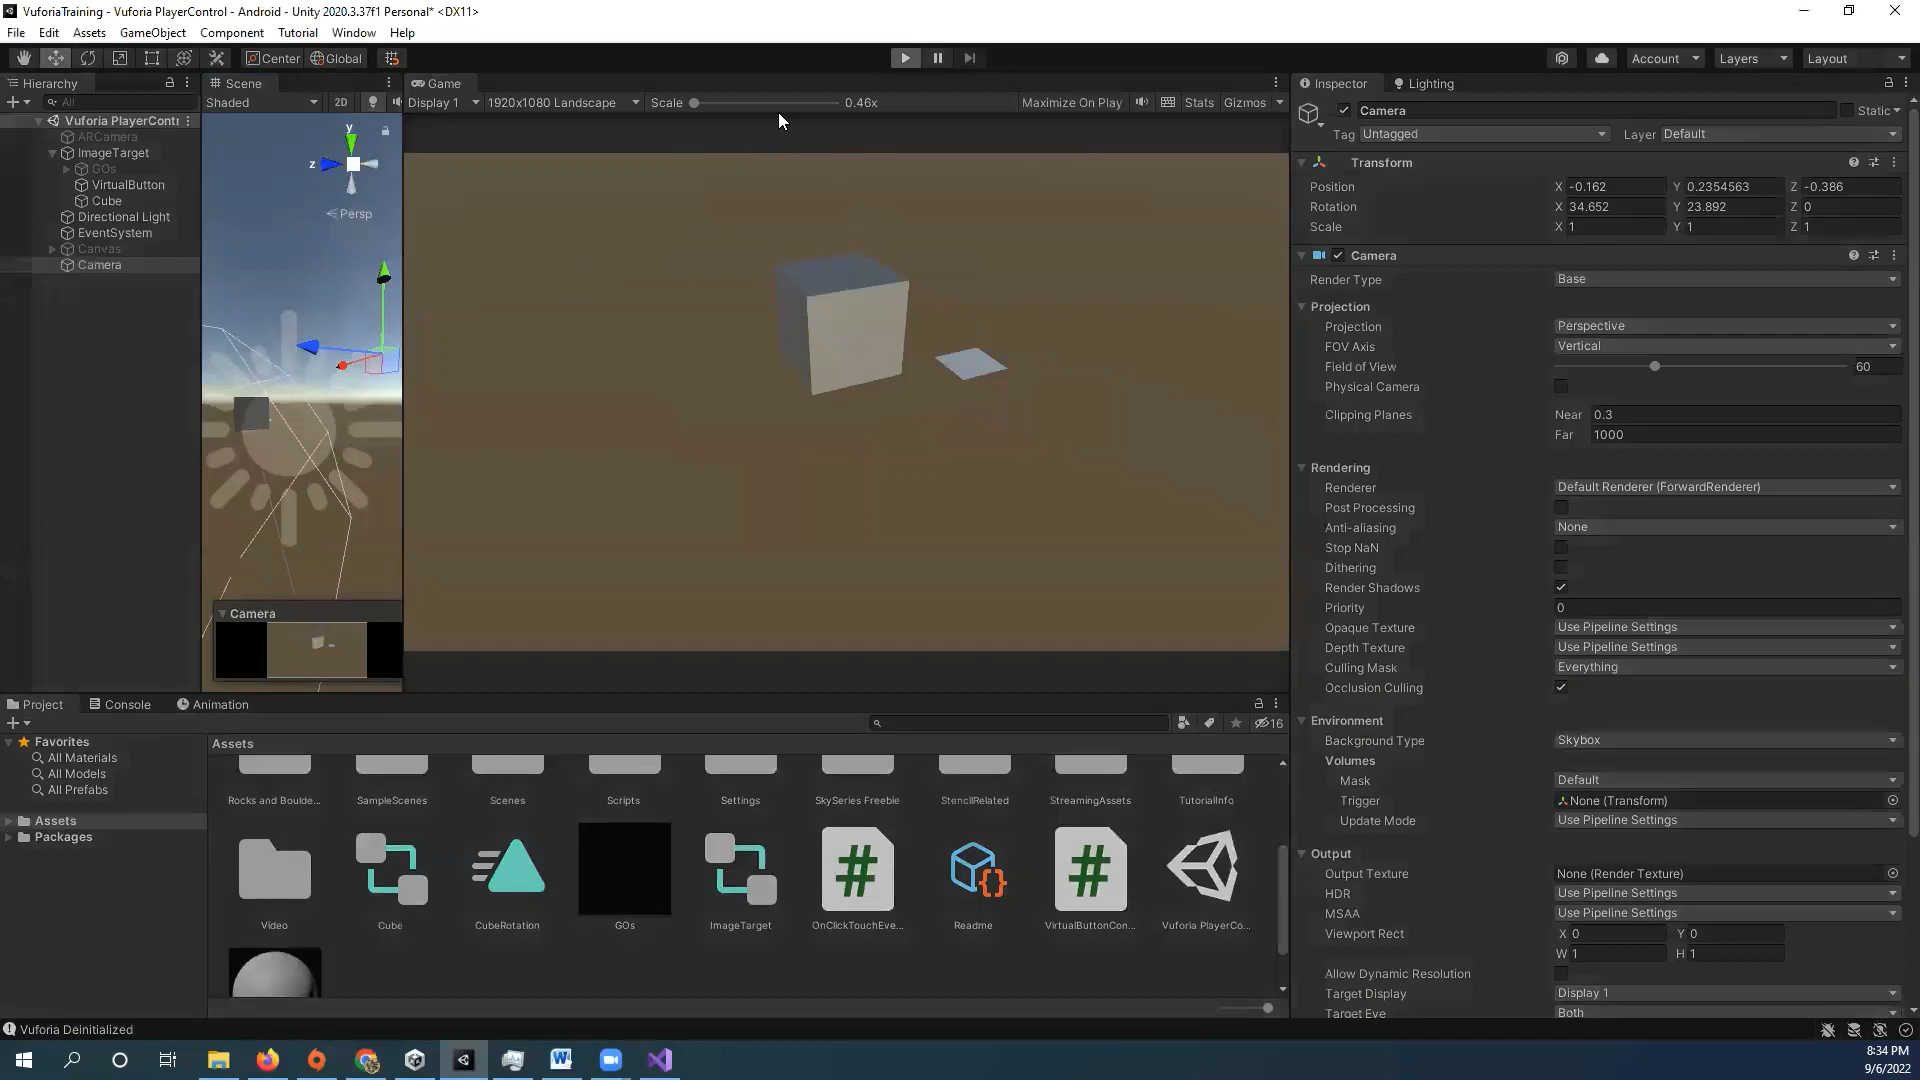 VuforiaTraining - Vuforia PlayerControl - Android - Unity 2020.3.37f1 Personal* <DX11>
File Edit Assets GameObject Component Tutorial Window Help
Center Global Account Layers Layout
Hierarchy
All
Vuforia PlayerContr
ARCamera
ImageTarget
GOs
VirtualButton
Cube
Directional Light
EventSystem
Canvas
Camera
Scene
Shaded 2D
y
z
Persp
Camera
Game
Display 1 1920x1080 Landscape Scale 0.46x Maximize On Play Stats Gizmos
Inspector Lighting
Camera Static
Tag Untagged Layer Default
Transform
Position X -0.162 Y 0.2354563 Z -0.386
Rotation X 34.652 Y 23.892 Z 0
Scale X 1 Y 1 Z 1
Camera
Render Type Base
Projection
Projection Perspective
FOV Axis Vertical
Field of View 60
Physical Camera
Clipping Planes Near 0.3
Far 1000
Rendering
Renderer Default Renderer (ForwardRenderer)
Post Processing
Anti-aliasing None
Stop NaN
Dithering
Render Shadows
Priority 0
Opaque Texture Use Pipeline Settings
Depth Texture Use Pipeline Settings
Culling Mask Everything
Occlusion Culling
Environment
Background Type Skybox
Volumes
Mask Default
Trigger None (Transform)
Update Mode Use Pipeline Settings
Output
Output Texture None (Render Texture)
HDR Use Pipeline Settings
MSAA Use Pipeline Settings
Viewport Rect X 0 Y 0
W 1 H 1
Allow Dynamic Resolution
Target Display Display 1
Target Eye Both
Project Console Animation
16
Favorites
All Materials
All Models
All Prefabs
Assets
Packages
Assets
Rocks and Boulde... SampleScenes Scenes Scripts Settings SkySeries Freebie StencilRelated StreamingAssets TutorialInfo
Video Cube CubeRotation GOs ImageTarget OnClickTouchEve... Readme VirtualButtonCon... Vuforia PlayerCo...
Vuforia Deinitialized
8:34 PM
9/6/2022